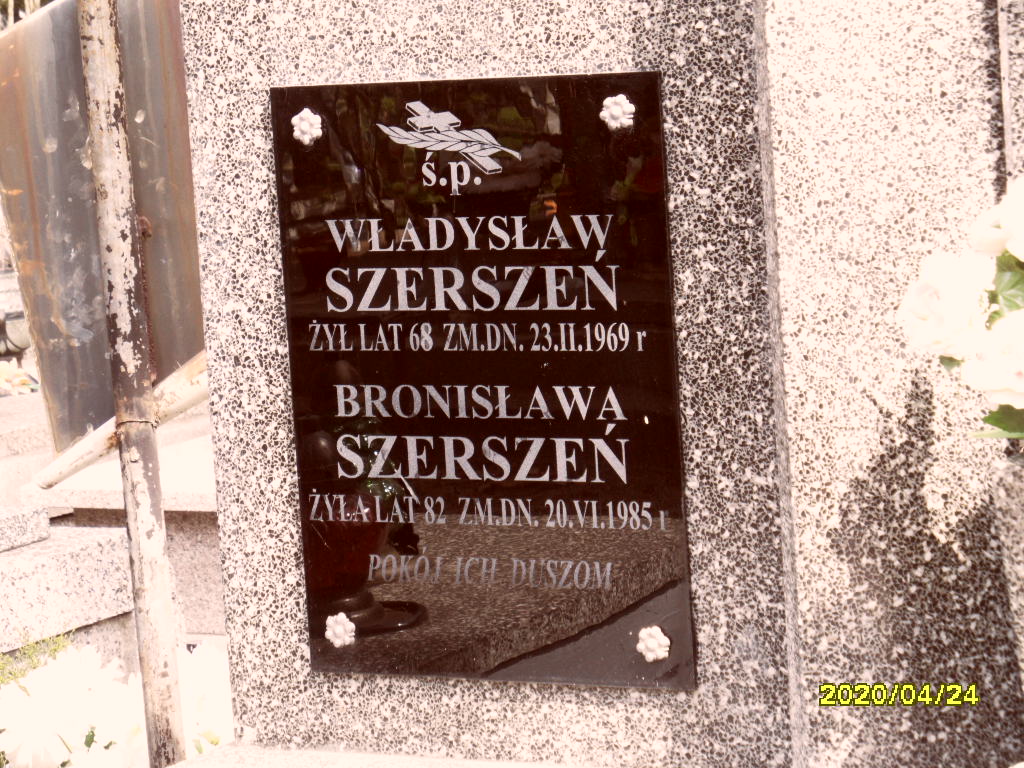 ś.p.
WŁADYSŁAW
SZERSZEŃ
ŻYŁ LAT 68 ZM.DN. 23.II.1969 r
BRONISŁAWA
SZERSZEŃ
ŻYŁA LAT 82 ZM.DN. 20.VI.1985 r
POKÓJ ICH DUSZOM
2020/04/24